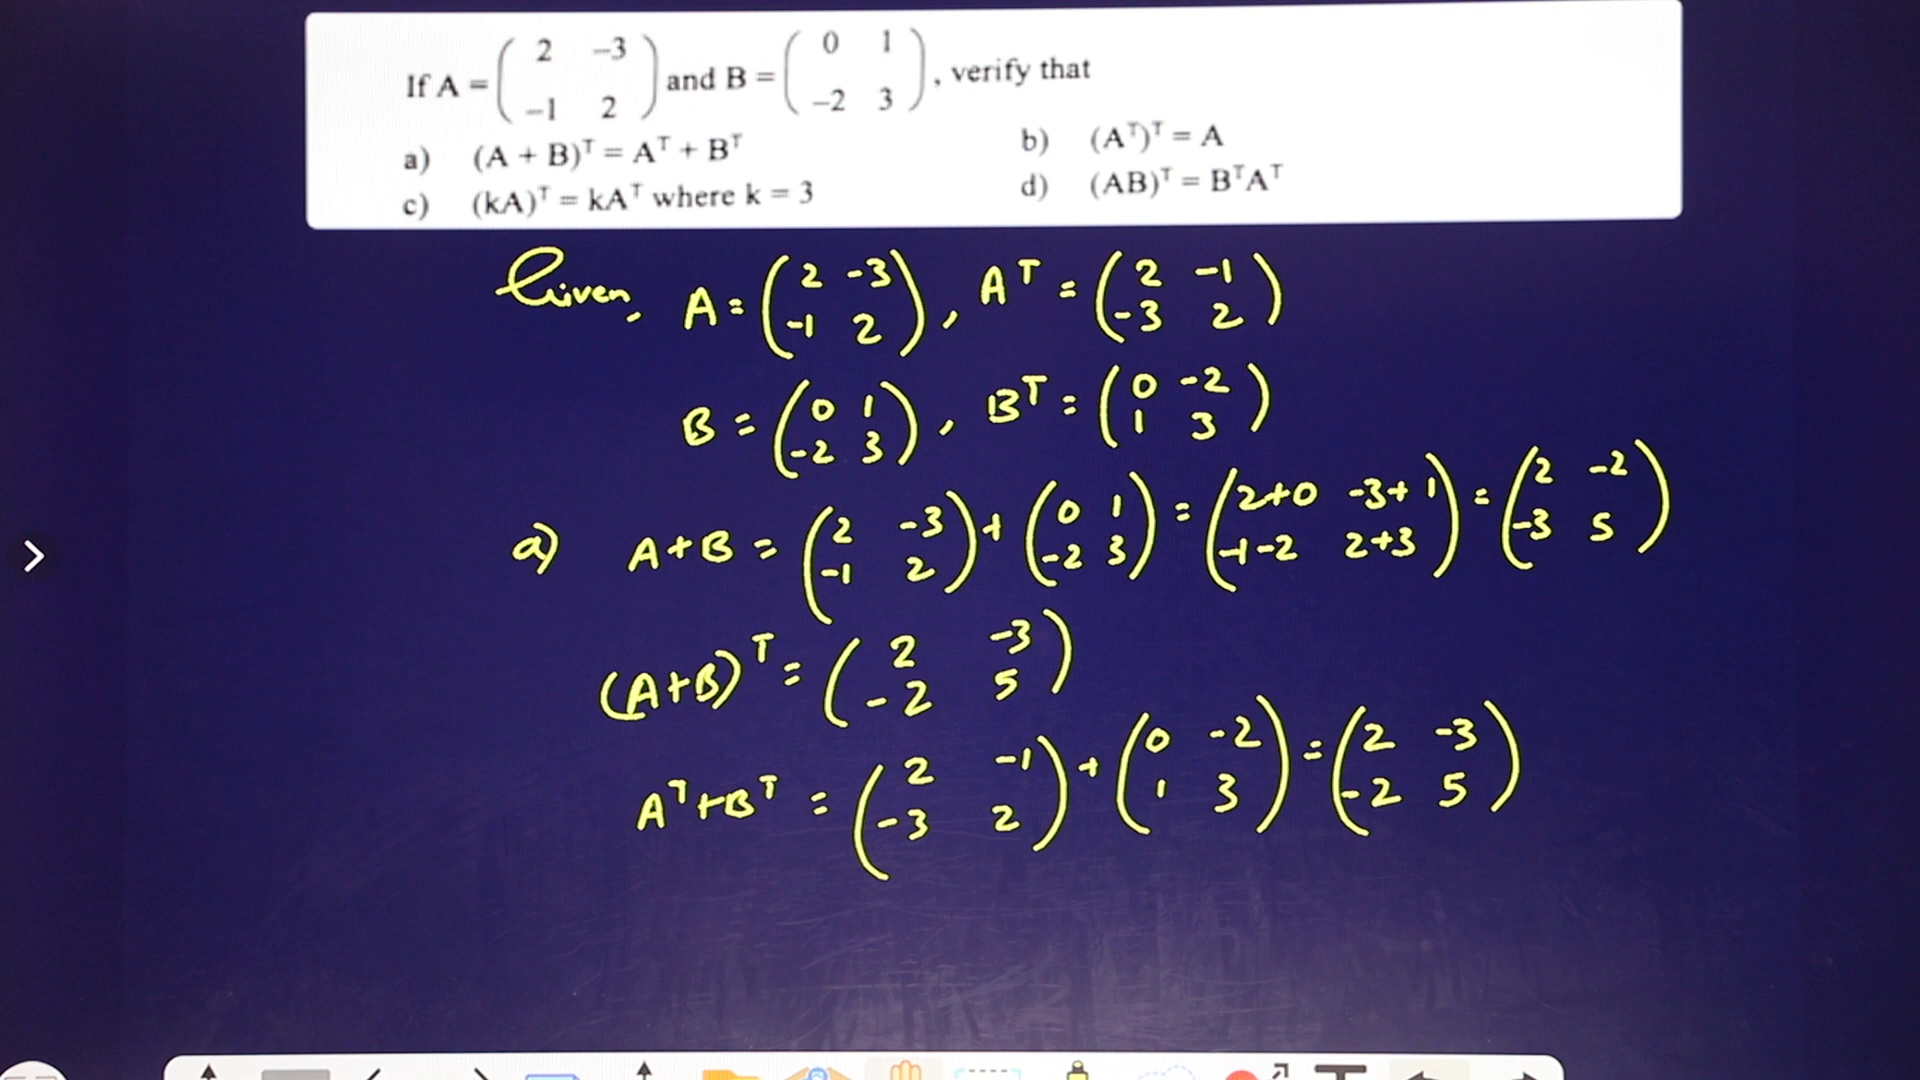 If A = ( 2 −3 −1 2 ) and B = ( 0 1 −2 3 ), verify that
a) (A + B)ᵀ = Aᵀ + Bᵀ b) (Aᵀ)ᵀ = A
c) (kA)ᵀ = kAᵀ where k = 3 d) (AB)ᵀ = BᵀAᵀ
Given, A = ( 2 -3 -1 2 ), Aᵀ = ( 2 -1 -3 2 )
B = ( 0 1 -2 3 ), Bᵀ = ( 0 -2 1 3 )
a) A+B = ( 2 -3 -1 2 ) + ( 0 1 -2 3 ) = ( 2+0 -3+1 -1-2 2+3 ) = ( 2 -2 -3 5 )
(A+B)ᵀ = ( 2 -3 -2 5 )
Aᵀ+Bᵀ = ( 2 -1 -3 2 ) + ( 0 -2 1 3 ) = ( 2 -3 -2 5 )